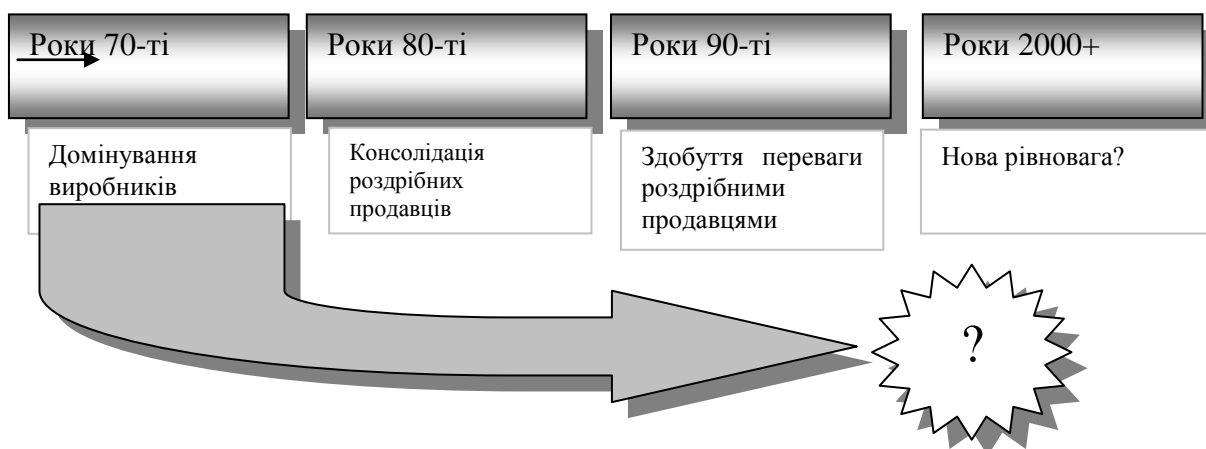 Роки 70-ті
Роки 80-ті
Роки 90-ті
Роки 2000+
Домінування
виробників
Консолідація
роздрібних
продавців
Здобуття переваги
роздрібними
продавцями
Нова рівновага?
?